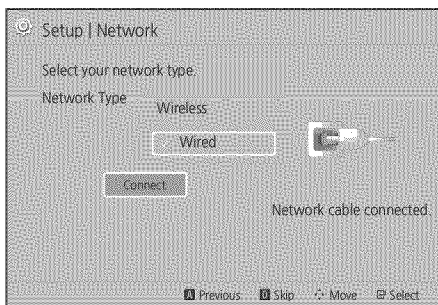 Setup | Network
Select your network type.
Network Type
Wireless
Wired
Connect
Network cable connected.
A Previous D Skip Move Select